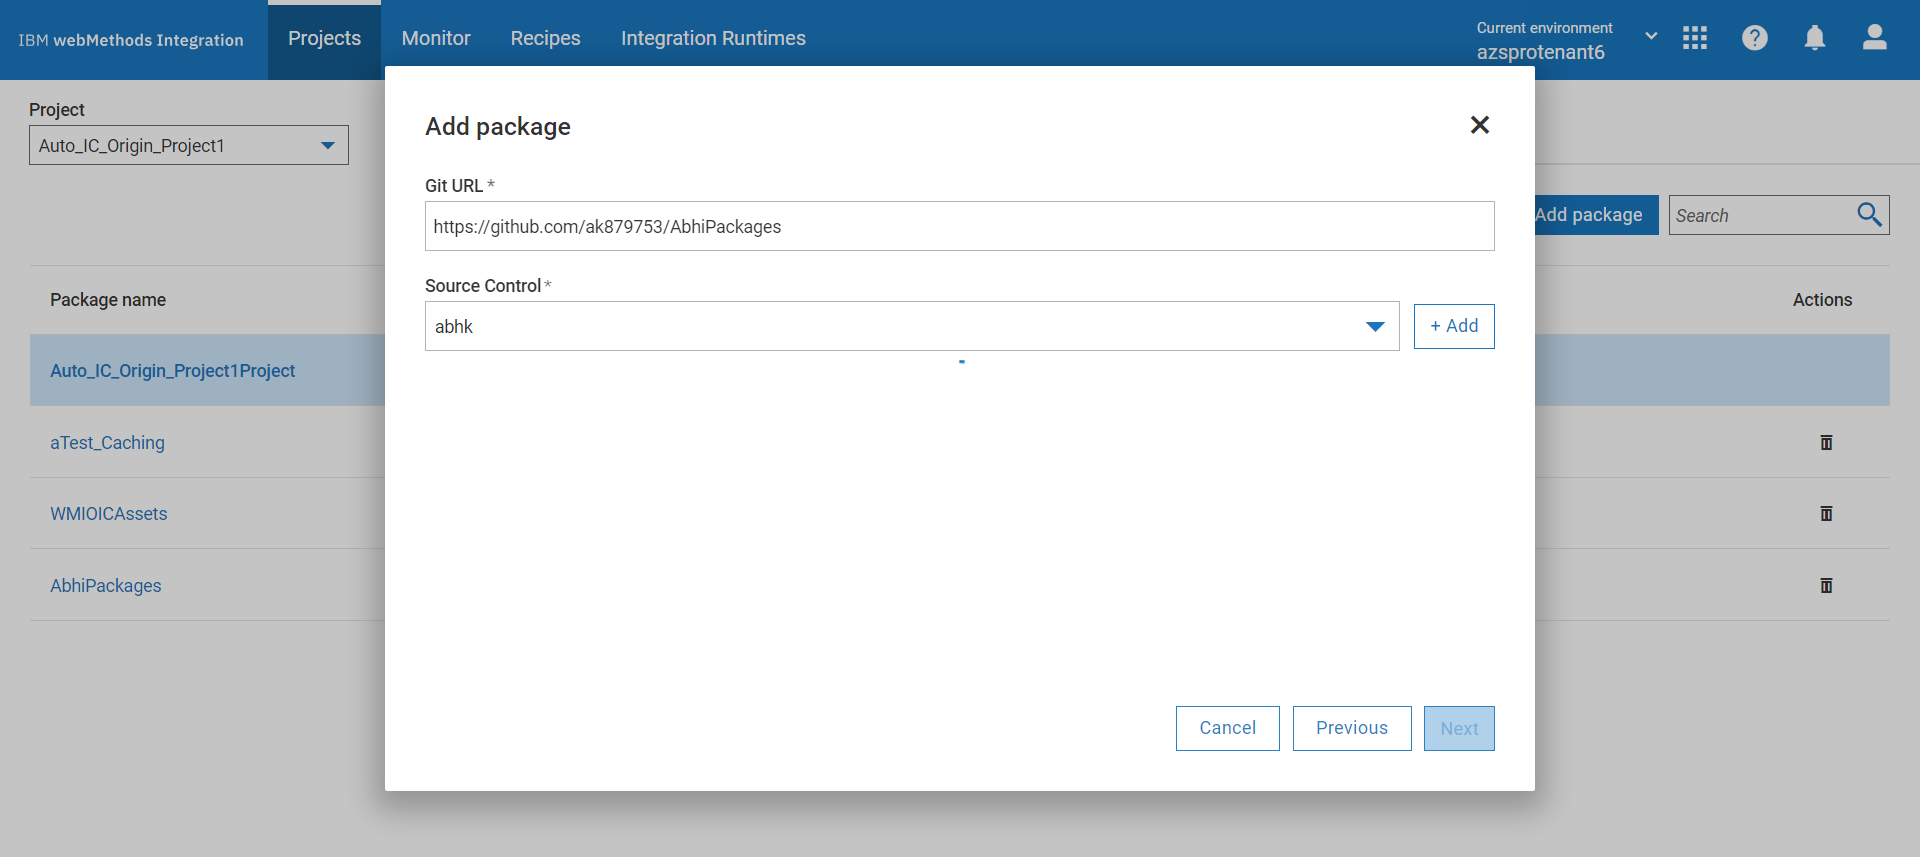 IBM webMethods Integration
Projects
Monitor
Recipes
Integration Runtimes
Current environment
azsprotenant6
Project
Auto_IC_Origin_Project1
Add package
Search
Package name
Actions
Auto_IC_Origin_Project1Project
aTest_Caching
WMIOICAssets
AbhiPackages
Add package
Git URL *
https://github.com/ak879753/AbhiPackages
Source Control *
abhk
+ Add
Cancel
Previous
Next